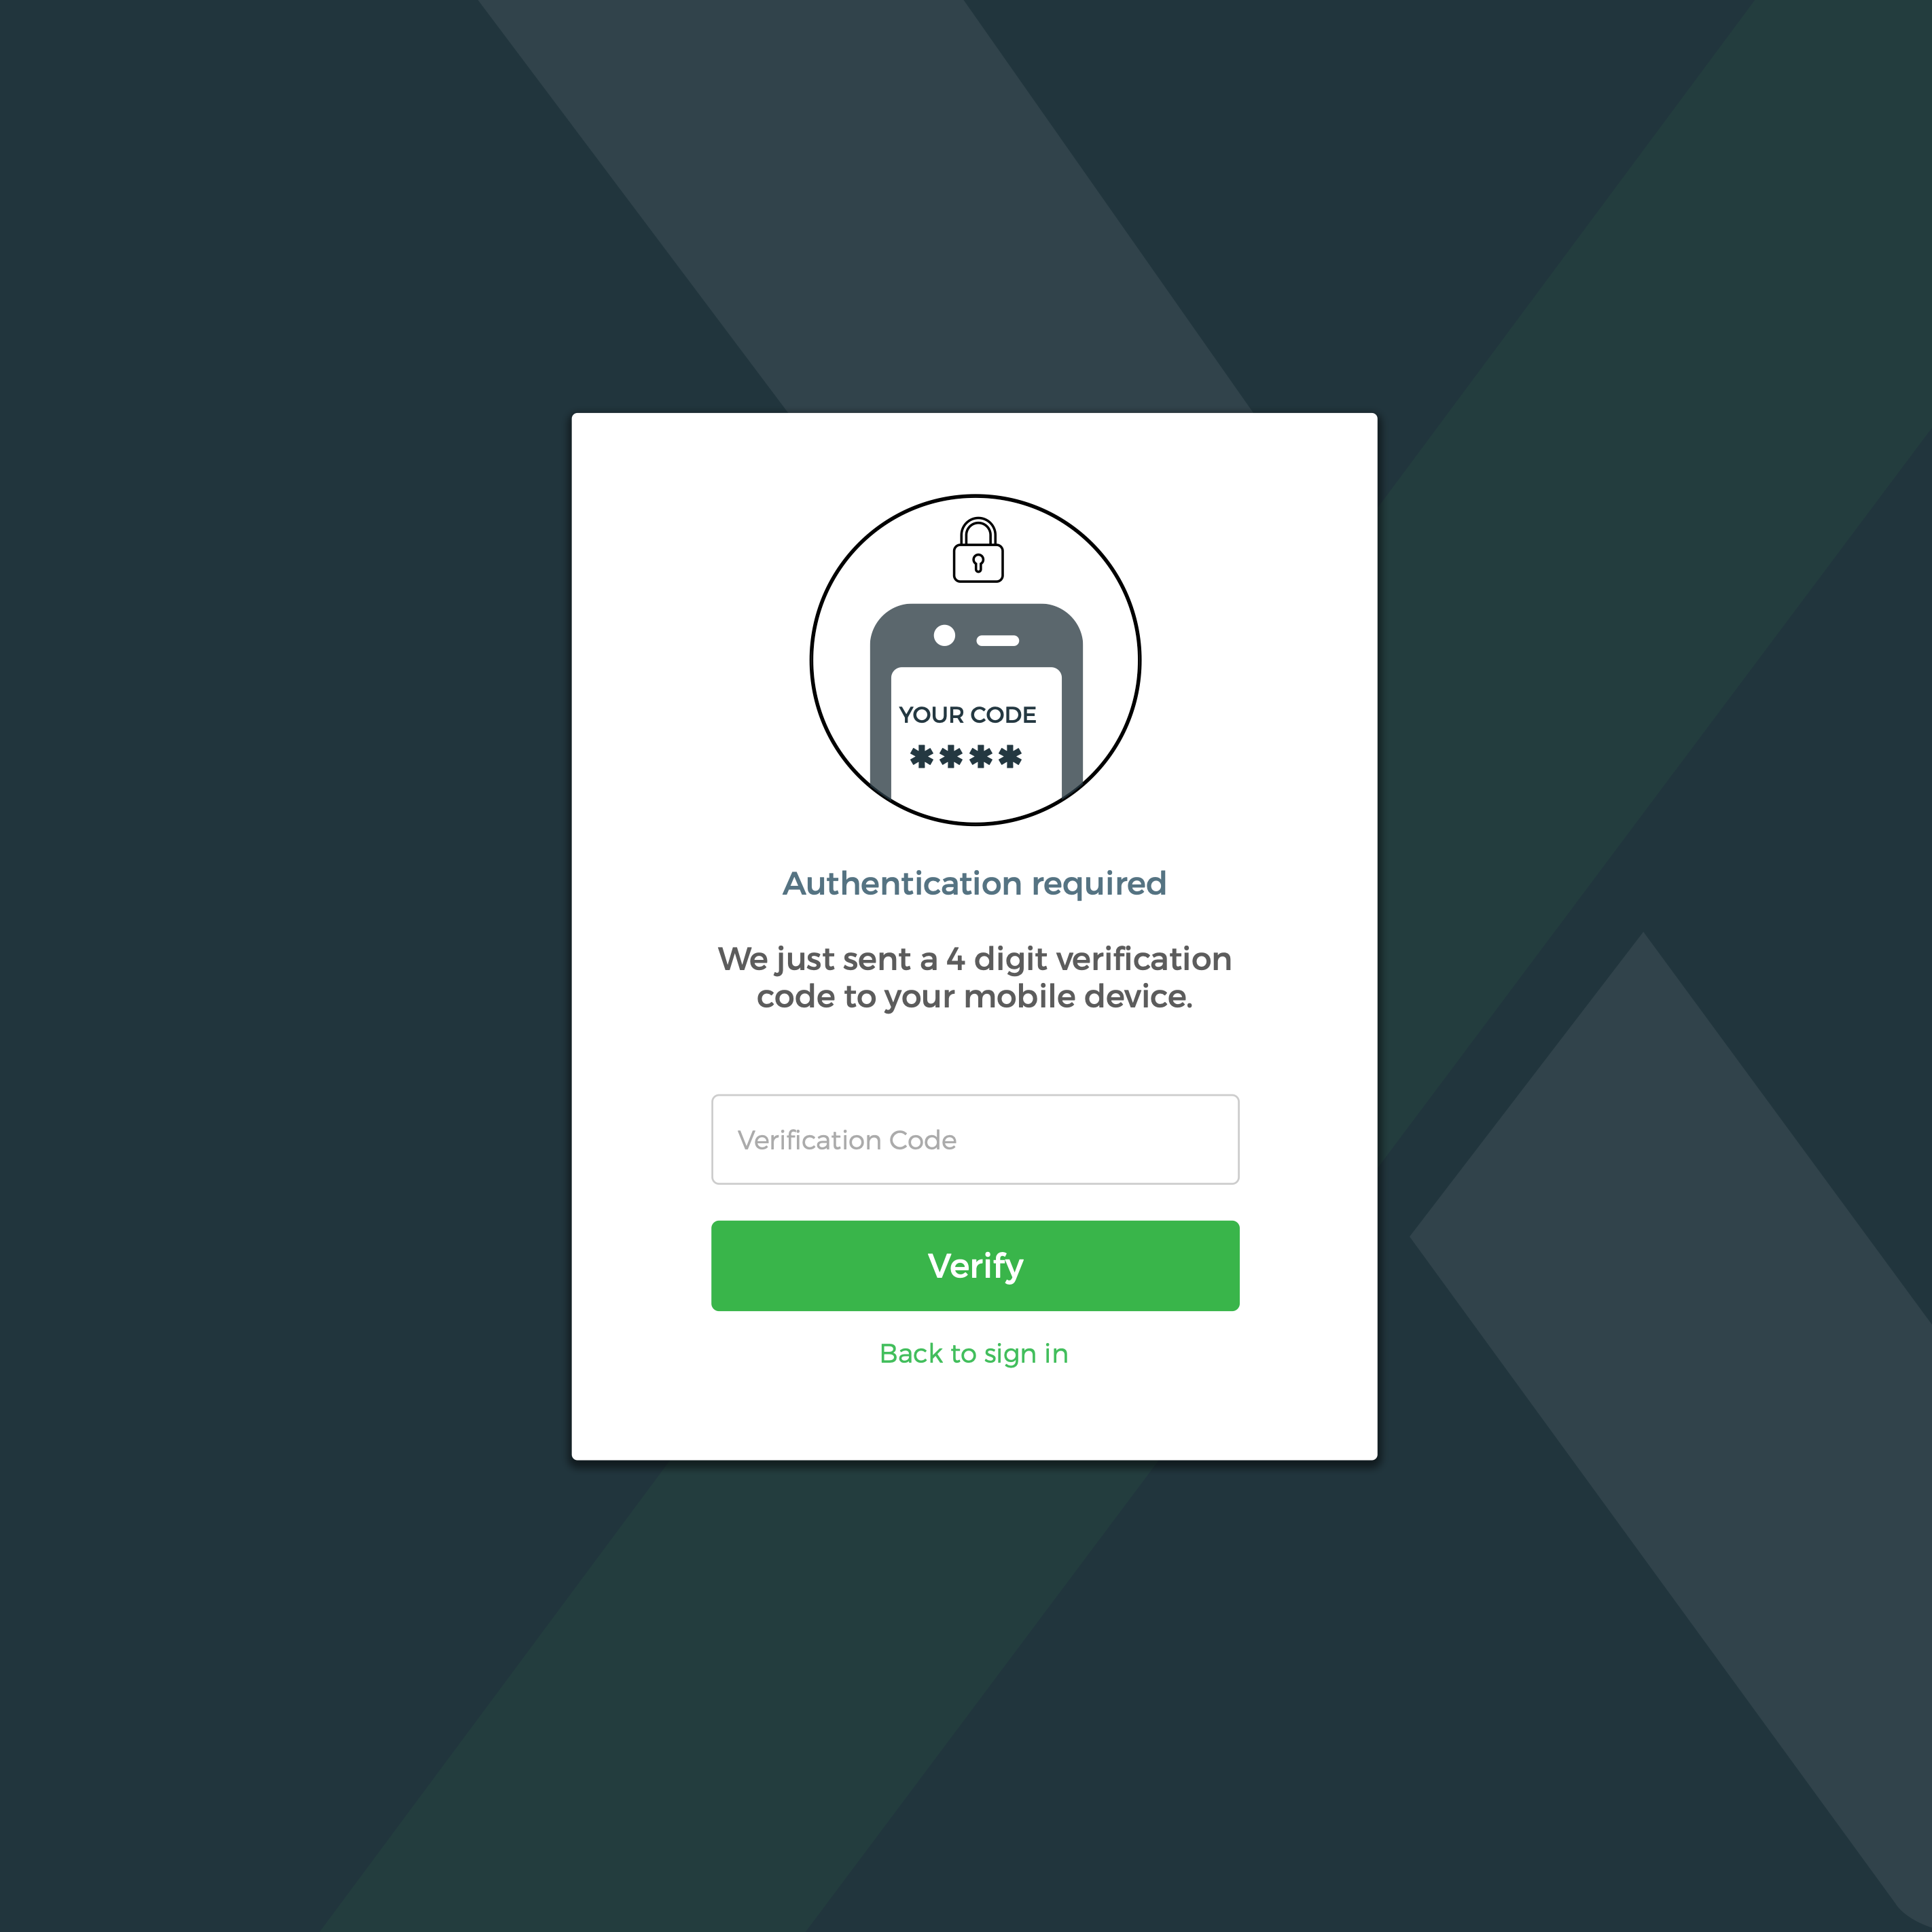 YOUR CODE
****
Authentication required
We just sent a 4 digit verification
code to your mobile device.
Verification Code
Verify
Back to sign in